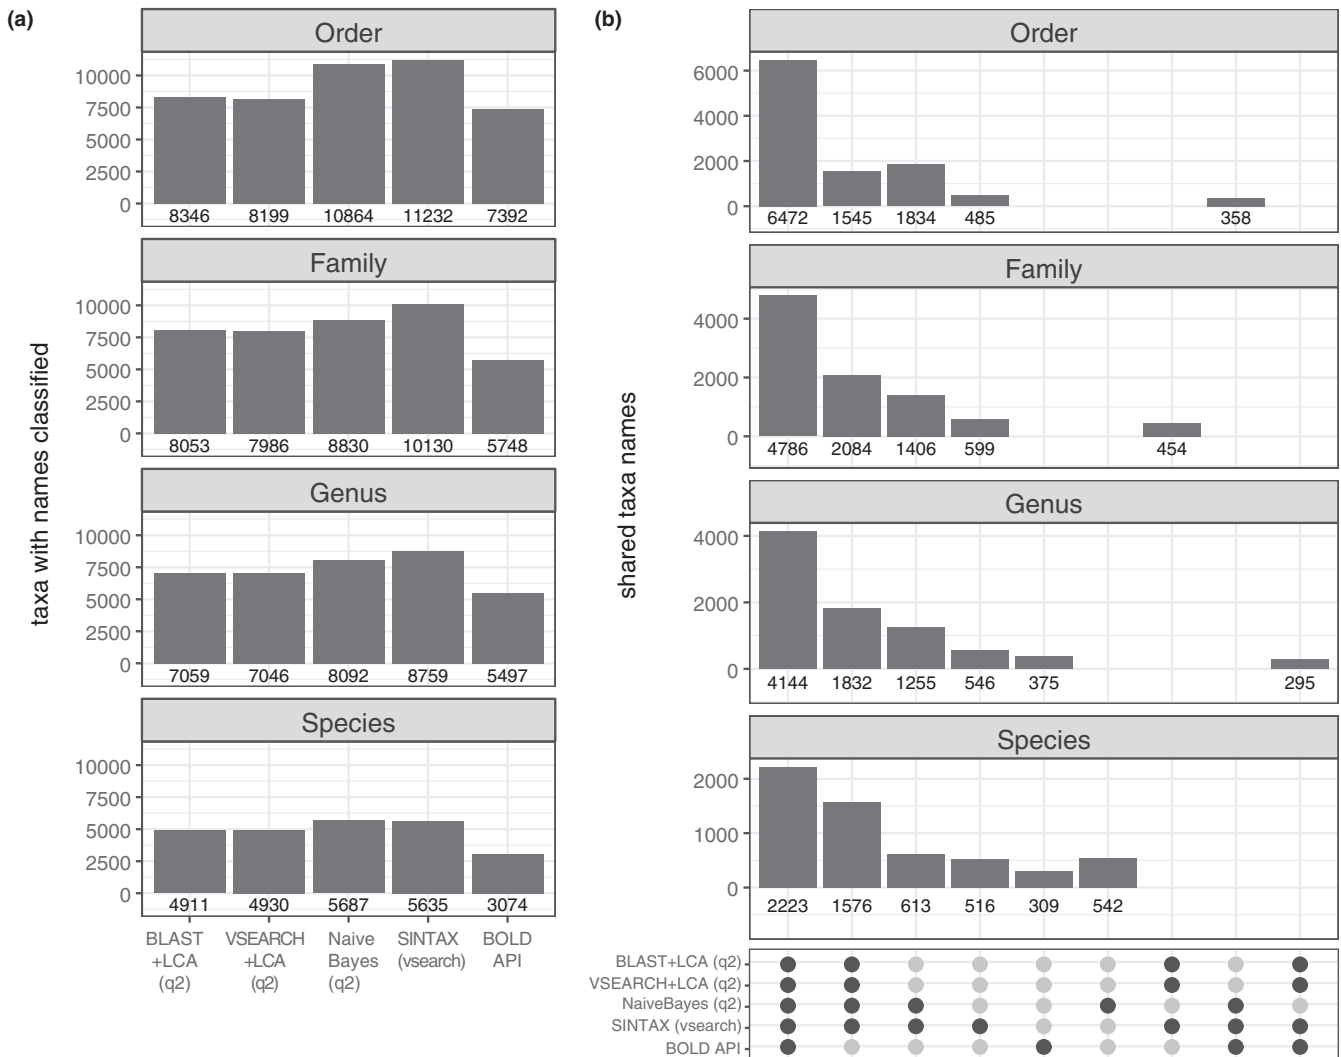 (a)
taxa with names classified
Order
10000
7500
5000
2500
0
8346 8199 10864 11232 7392
Family
10000
7500
5000
2500
0
8053 7986 8830 10130 5748
Genus
10000
7500
5000
2500
0
7059 7046 8092 8759 5497
Species
10000
7500
5000
2500
0
4911 4930 5687 5635 3074
BLAST VSEARCH Naive SINTAX BOLD
+LCA +LCA Bayes (vsearch) API
(q2) (q2) (q2)
(b)
shared taxa names
Order
6000
4000
2000
0
6472 1545 1834 485 358
Family
4000
2000
0
4786 2084 1406 599 454
Genus
4000
2000
0
4144 1832 1255 546 375 295
Species
2000
1000
0
2223 1576 613 516 309 542
BLAST+LCA (q2)
VSEARCH+LCA (q2)
NaiveBayes (q2)
SINTAX (vsearch)
BOLD API